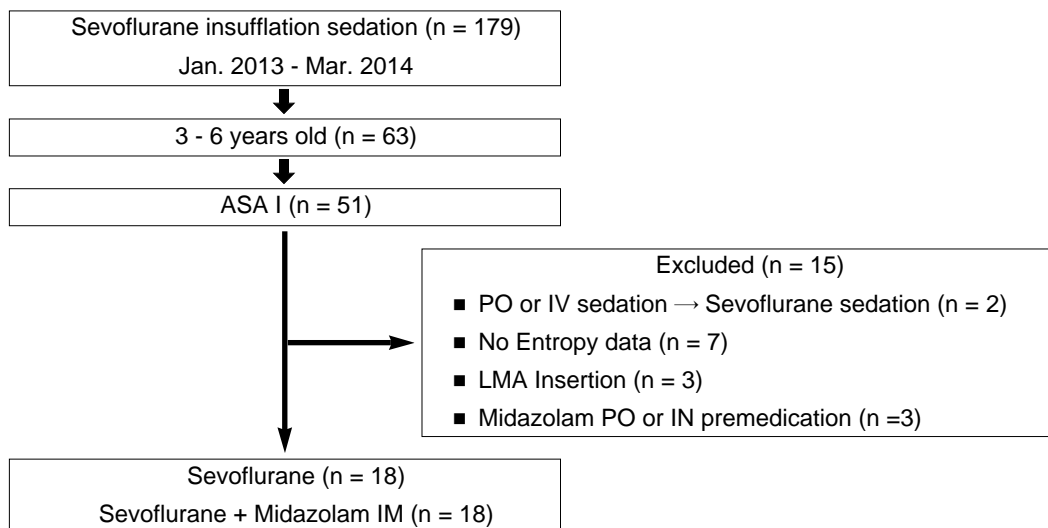 Sevoflurane insufflation sedation (n = 179)
Jan. 2013 - Mar. 2014
3 - 6 years old (n = 63)
ASA I (n = 51)
Excluded (n = 15)
■ PO or IV sedation → Sevoflurane sedation (n = 2)
■ No Entropy data (n = 7)
■ LMA Insertion (n = 3)
■ Midazolam PO or IN premedication (n =3)
Sevoflurane (n = 18)
Sevoflurane + Midazolam IM (n = 18)